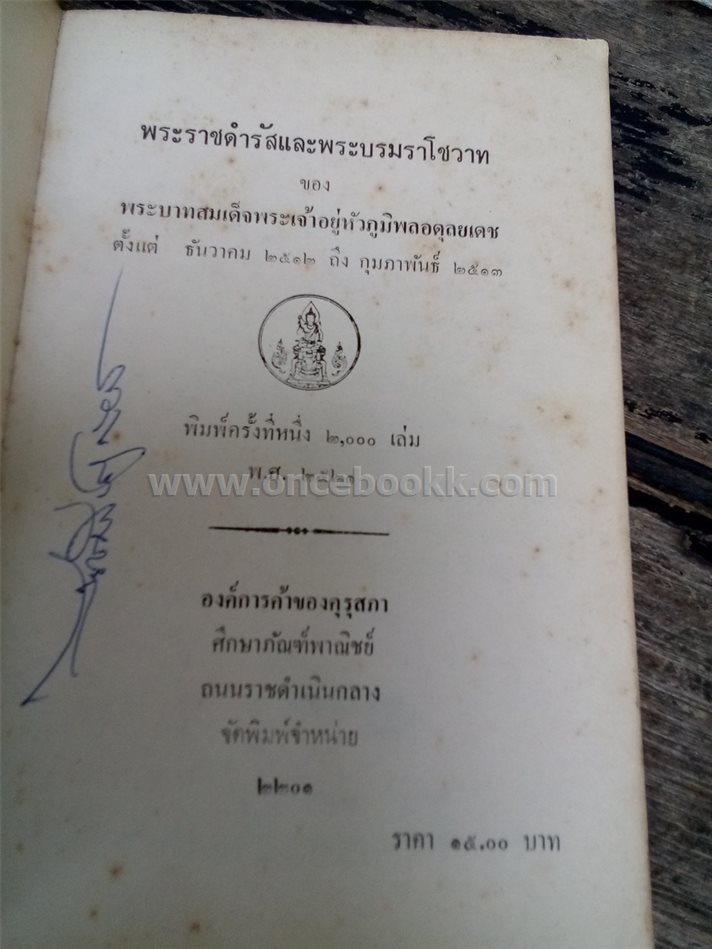 พระราชดำรัสและพระบรมราโชวาท
ของ
พระบาทสมเด็จพระเจ้าอยู่หัวภูมิพลอดุลยเดช
ตั้งแต่ ธันวาคม ๒๕๑๒ ถึง กุมภาพันธ์ ๒๕๑๓
พิมพ์ครั้งที่หนึ่ง ๒,๐๐๐ เล่ม
พ.ศ.
www.oncebookk.com
องค์การค้าของคุรุสภา
ศึกษาภัณฑ์พาณิชย์
ถนนราชดำเนินกลาง
จัดพิมพ์จำหน่าย
๒๒๐๑
ราคา ๑๕.๐๐ บาท